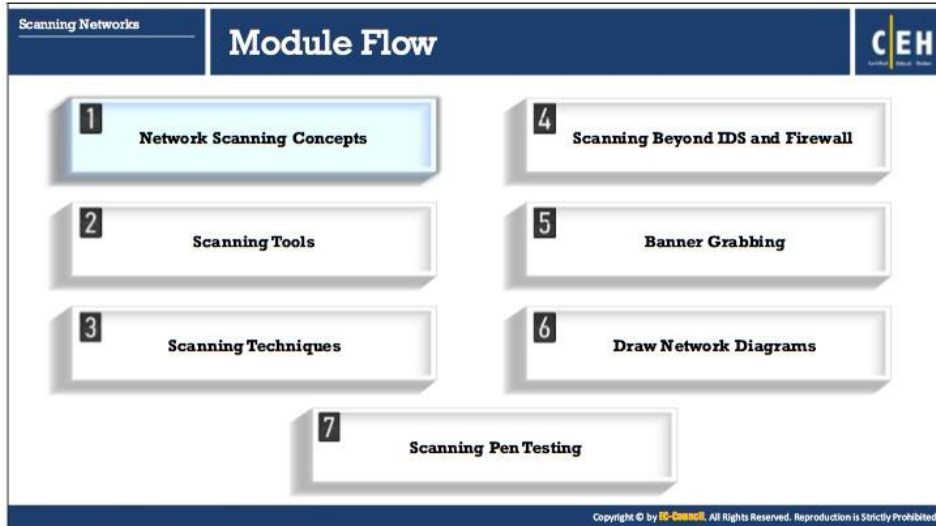 Scanning Networks
Module Flow
CEH
1
Network Scanning Concepts
2
Scanning Tools
3
Scanning Techniques
4
Scanning Beyond IDS and Firewall
5
Banner Grabbing
6
Draw Network Diagrams
7
Scanning Pen Testing
Copyright © by EC-Council. All Rights Reserved. Reproduction is Strictly Prohibited